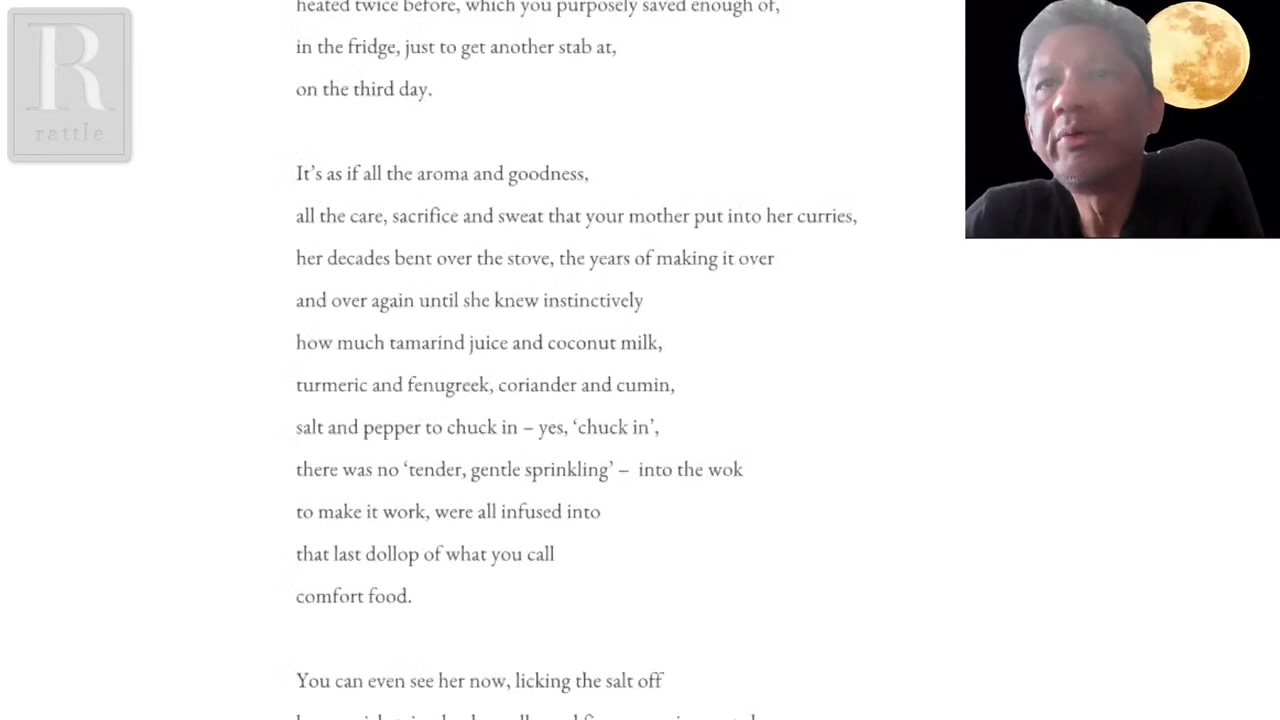 R
rattle
heated twice before, which you purposely saved enough of,
in the fridge, just to get another stab at,
on the third day.
It’s as if all the aroma and goodness,
all the care, sacrifice and sweat that your mother put into her curries,
her decades bent over the stove, the years of making it over
and over again until she knew instinctively
how much tamarind juice and coconut milk,
turmeric and fenugreek, coriander and cumin,
salt and pepper to chuck in – yes, ‘chuck in’,
there was no ‘tender, gentle sprinkling’ – into the wok
to make it work, were all infused into
that last dollop of what you call
comfort food.
You can even see her now, licking the salt off